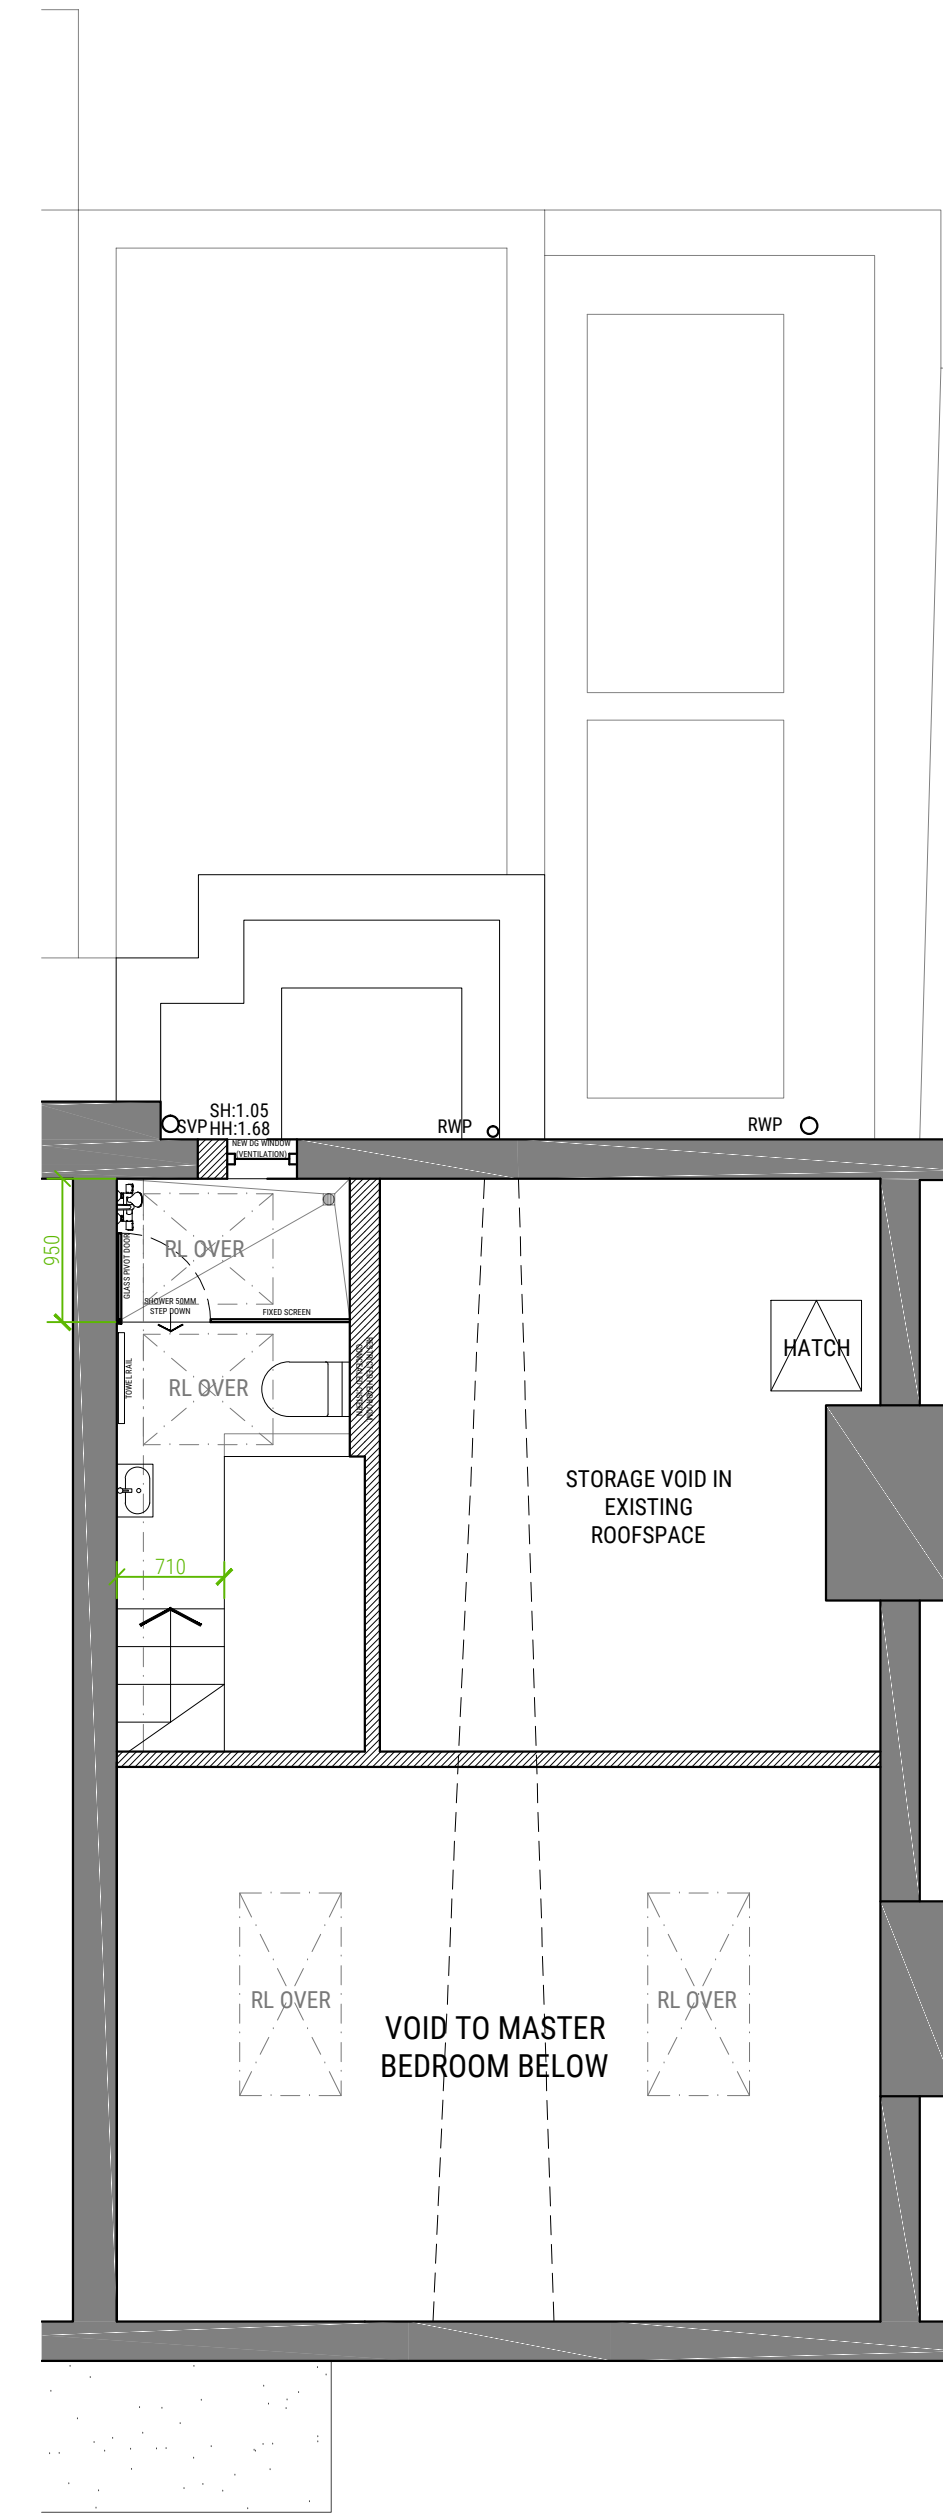 SH:1.05
SVP HH:1.68
RWP
RWP
NEW DG WINDOW
(VENTILATION)
950
RL OVER
GLASS PIVOT DOOR
SHOWER 50MM
STEP DOWN
FIXED SCREEN
TOWEL RAIL
RL OVER
HATCH
STORAGE VOID IN
EXISTING
ROOFSPACE
710
RL OVER
RL OVER
VOID TO MASTER
BEDROOM BELOW